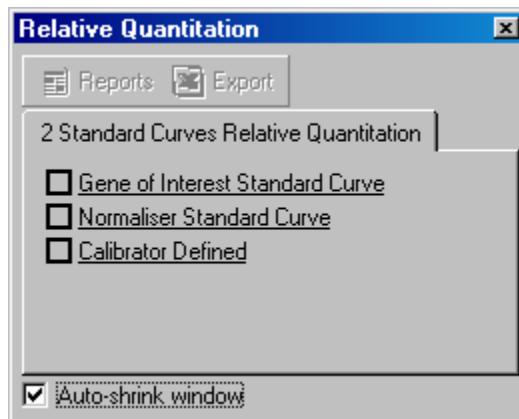 Relative Quantitation
Reports Export
2 Standard Curves Relative Quantitation
Gene of Interest Standard Curve
Normaliser Standard Curve
Calibrator Defined
Auto-shrink window